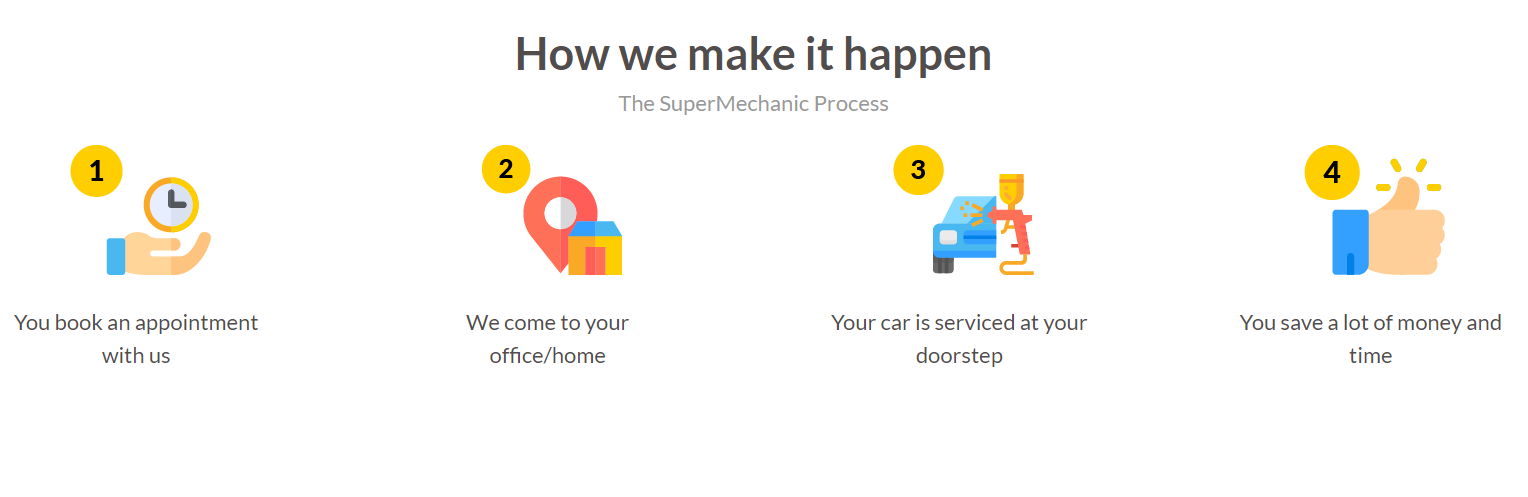 How we make it happen
The SuperMechanic Process
1
You book an appointment
with us
2
We come to your
office/home
3
Your car is serviced at your
doorstep
4
You save a lot of money and
time